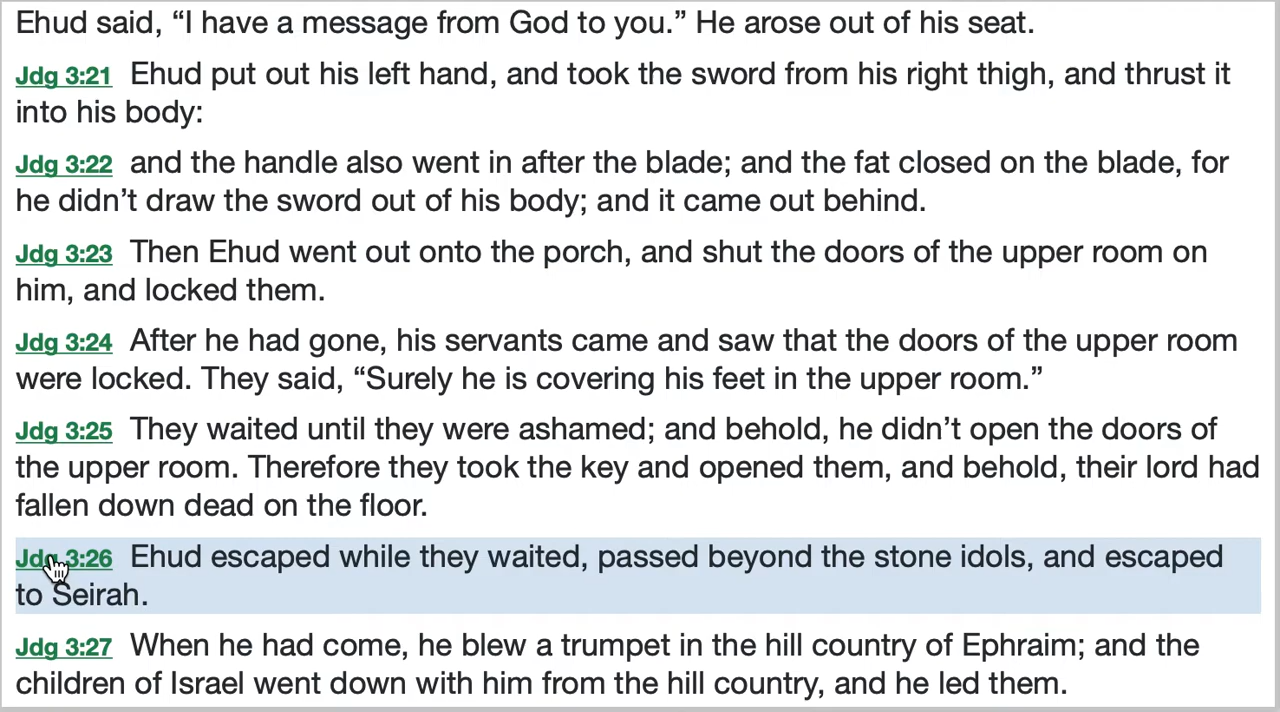 Ehud said, “I have a message from God to you.” He arose out of his seat.
Jdg 3:21 Ehud put out his left hand, and took the sword from his right thigh, and thrust it
into his body:
Jdg 3:22 and the handle also went in after the blade; and the fat closed on the blade, for
he didn’t draw the sword out of his body; and it came out behind.
Jdg 3:23 Then Ehud went out onto the porch, and shut the doors of the upper room on
him, and locked them.
Jdg 3:24 After he had gone, his servants came and saw that the doors of the upper room
were locked. They said, “Surely he is covering his feet in the upper room.”
Jdg 3:25 They waited until they were ashamed; and behold, he didn’t open the doors of
the upper room. Therefore they took the key and opened them, and behold, their lord had
fallen down dead on the floor.
Jdg 3:26 Ehud escaped while they waited, passed beyond the stone idols, and escaped
to Seirah.
Jdg 3:27 When he had come, he blew a trumpet in the hill country of Ephraim; and the
children of Israel went down with him from the hill country, and he led them.